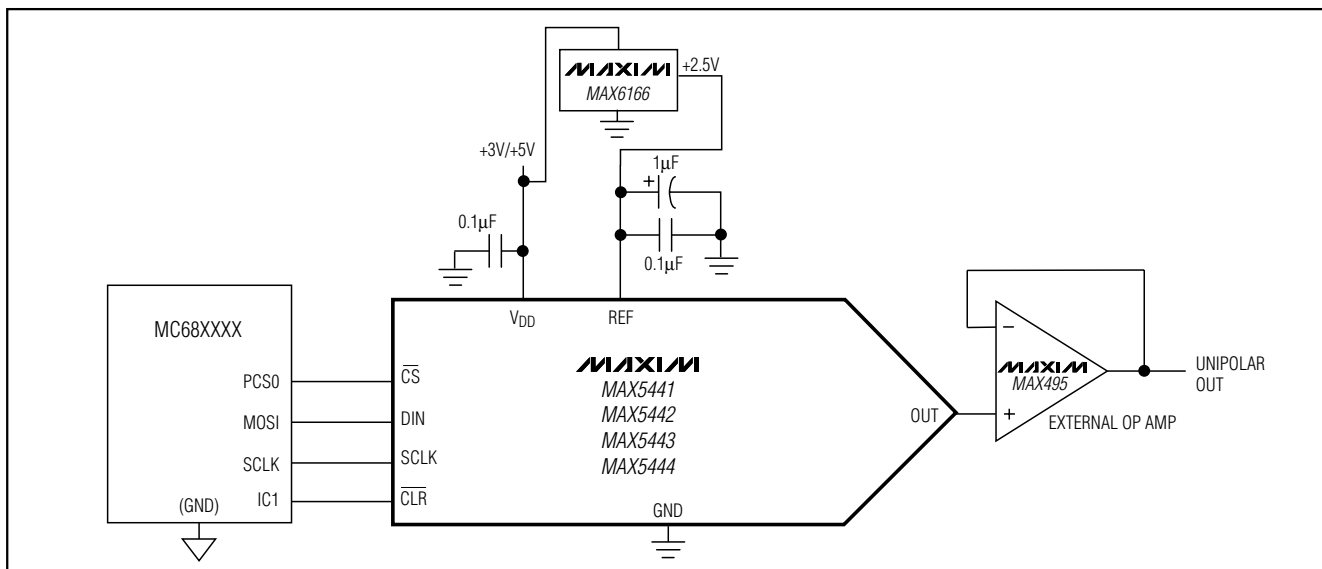 MAXIM
MAX6166
+2.5V
+3V/+5V
1µF
+
0.1µF
0.1µF
MC68XXXX
PCS0
MOSI
SCLK
IC1
(GND)
VDD
REF
CS
DIN
SCLK
CLR
MAXIM
MAX5441
MAX5442
MAX5443
MAX5444
OUT
GND
−
MAXIM
MAX495
+
EXTERNAL OP AMP
UNIPOLAR
OUT